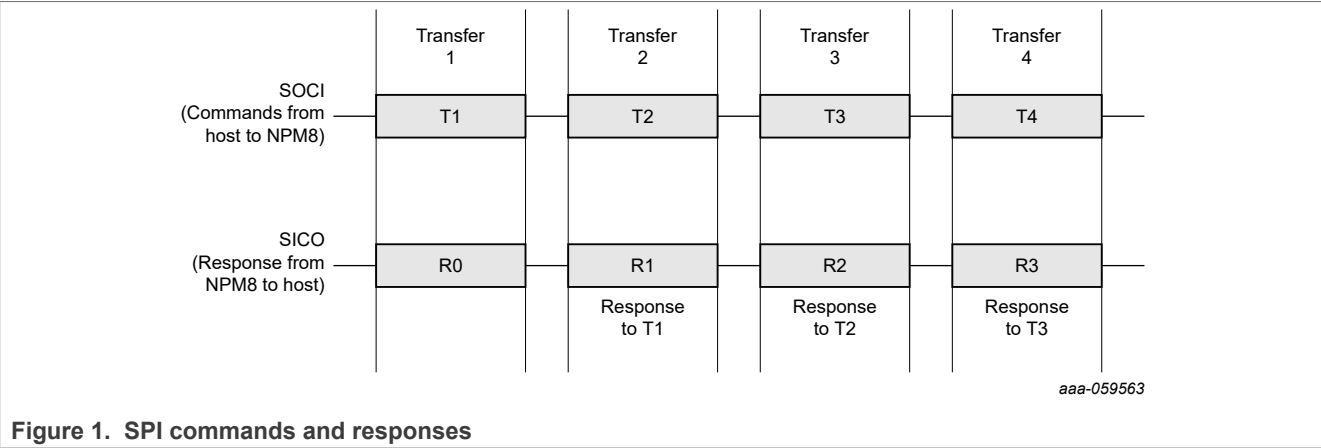 Transfer
1
Transfer
2
Transfer
3
Transfer
4
SOCI
(Commands from
host to NPM8)
T1
T2
T3
T4
SICO
(Response from
NPM8 to host)
R0
R1
R2
R3
Response
to T1
Response
to T2
Response
to T3
aaa-059563
Figure 1. SPI commands and responses